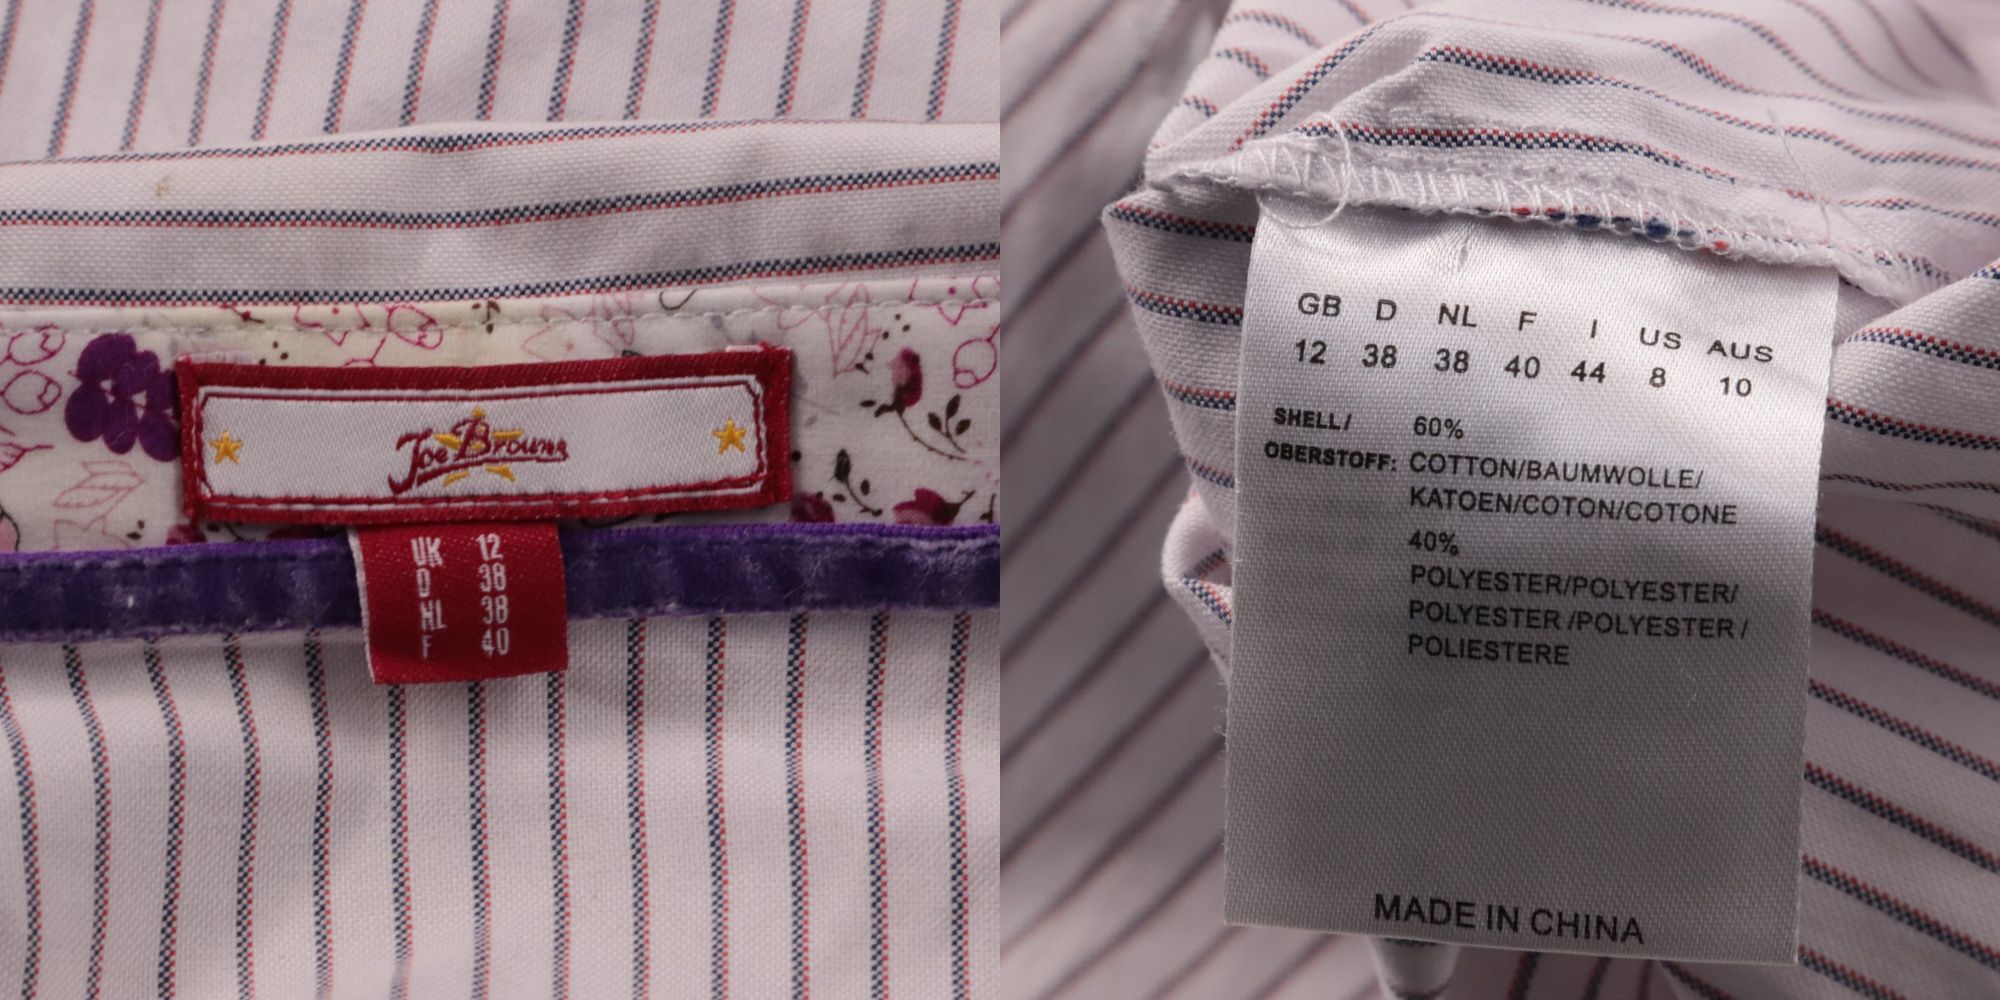 Joe Browns
UK 12
D 38
NL 38
F 40
GB D NL F I US AUS
12 38 38 40 44 8 10
SHELL/ 60%
OBERSTOFF: COTTON/BAUMWOLLE/
KATOEN/COTON/COTONE
40%
POLYESTER/POLYESTER/
POLYESTER /POLYESTER /
POLIESTERE
MADE IN CHINA